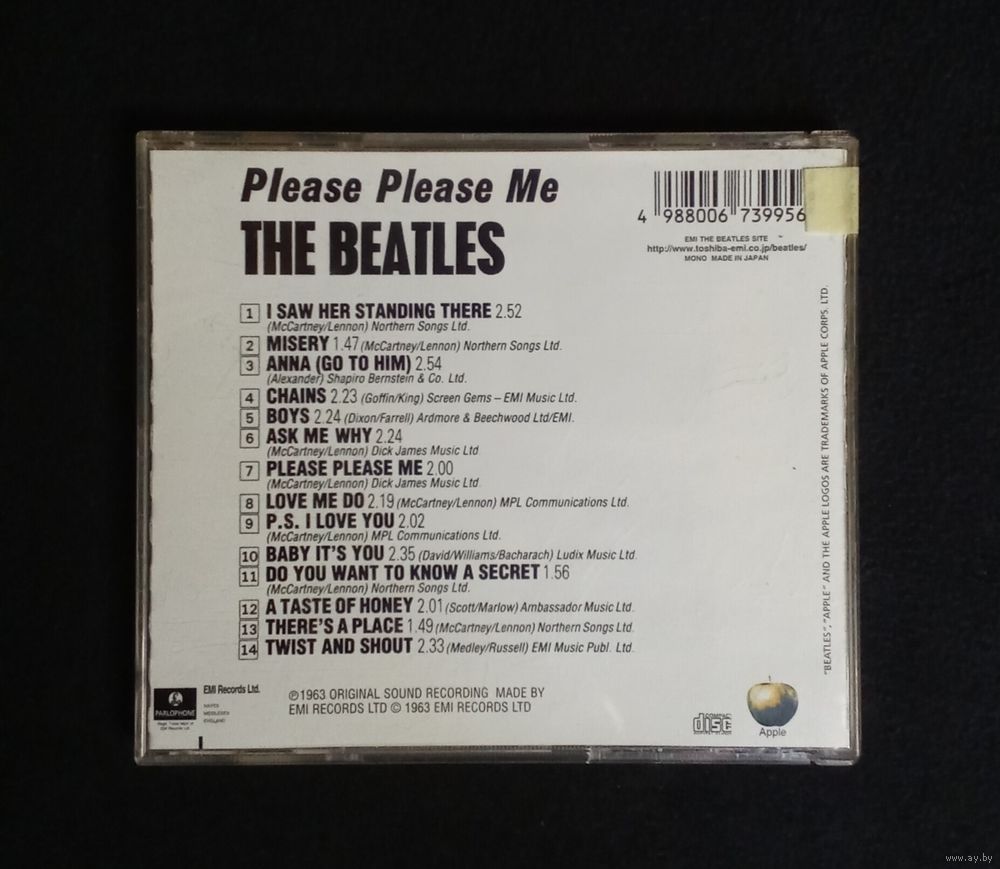 Please Please Me
THE BEATLES
4 988006 739956
EMI THE BEATLES SITE
http://www.toshiba-emi.co.jp/beatles/
MONO MADE IN JAPAN
1 I SAW HER STANDING THERE 2.52
(McCartney/Lennon) Northern Songs Ltd.
2 MISERY 1.47 (McCartney/Lennon) Northern Songs Ltd.
3 ANNA (GO TO HIM) 2.54
(Alexander) Shapiro Bernstein & Co. Ltd.
4 CHAINS 2.23 (Goffin/King) Screen Gems – EMI Music Ltd.
5 BOYS 2.24 (Dixon/Farrell) Ardmore & Beechwood Ltd/EMI.
6 ASK ME WHY 2.24
(McCartney/Lennon) Dick James Music Ltd
7 PLEASE PLEASE ME 2.00
(McCartney/Lennon) Dick James Music Ltd.
8 LOVE ME DO 2.19 (McCartney/Lennon) MPL Communications Ltd.
9 P.S. I LOVE YOU 2.02
(McCartney/Lennon) MPL Communications Ltd.
10 BABY IT'S YOU 2.35 (David/Williams/Bacharach) Ludix Music Ltd.
11 DO YOU WANT TO KNOW A SECRET 1.56
(McCartney/Lennon) Northern Songs Ltd.
12 A TASTE OF HONEY 2.01 (Scott/Marlow) Ambassador Music Ltd.
13 THERE'S A PLACE 1.49 (McCartney/Lennon) Northern Songs Ltd.
14 TWIST AND SHOUT 2.33 (Medley/Russell) EMI Music Publ. Ltd.
"BEATLES", "APPLE" AND THE APPLE LOGOS ARE TRADEMARKS OF APPLE CORPS. LTD.
PARLOPHONE
EMI Records Ltd.
HAYES
MIDDLESEX
ENGLAND
℗ 1963 ORIGINAL SOUND RECORDING MADE BY
EMI RECORDS LTD © 1963 EMI RECORDS LTD
COMPACT
disc
Apple
www.ay.by